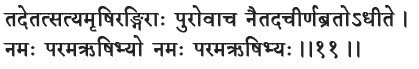 तदेतत्सत्यमृषिरङ्गिराः पुरोवाच नैतदचीर्णव्रतोऽधीते ।
नमः परमऋषिभ्यो नमः परमऋषिभ्यः ।।११ ।।